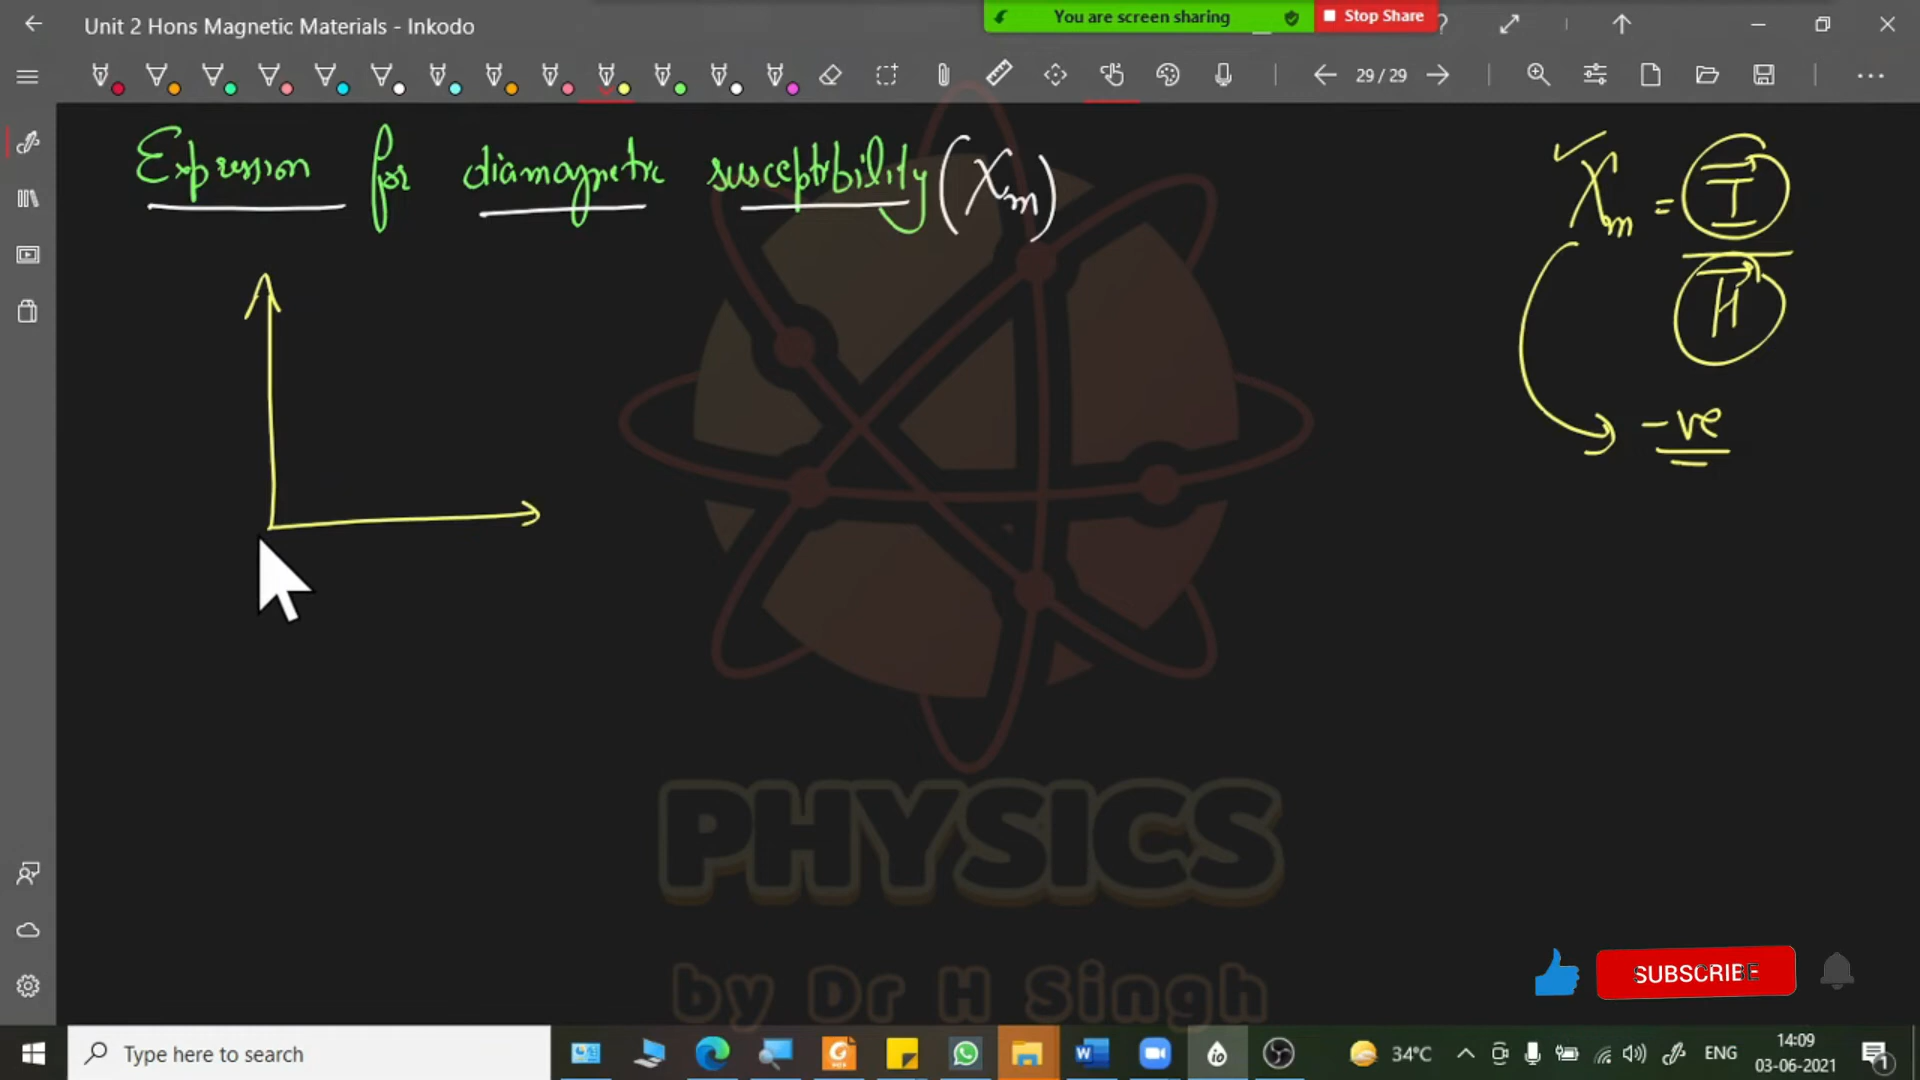 Unit 2 Hons Magnetic Materials - Inkodo
You are screen sharing
Stop Share
?
29 / 29
Expression for diamagnetic susceptibility (χm)
χm = I / H
-ve
PHYSICS
by Dr H Singh
SUBSCRIBE
Type here to search
34°C
ENG
14:09
03-06-2021
1